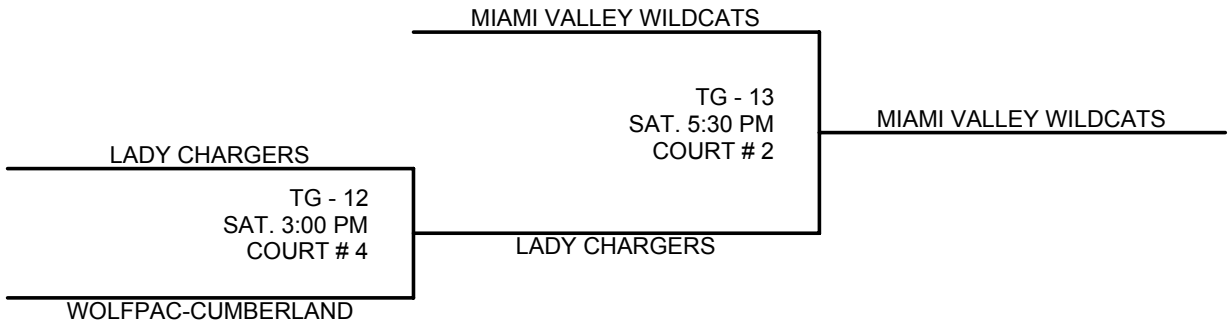 MIAMI VALLEY WILDCATS
TG - 13
SAT. 5:30 PM
COURT # 2
MIAMI VALLEY WILDCATS
LADY CHARGERS
TG - 12
SAT. 3:00 PM
COURT # 4
LADY CHARGERS
WOLFPAC-CUMBERLAND